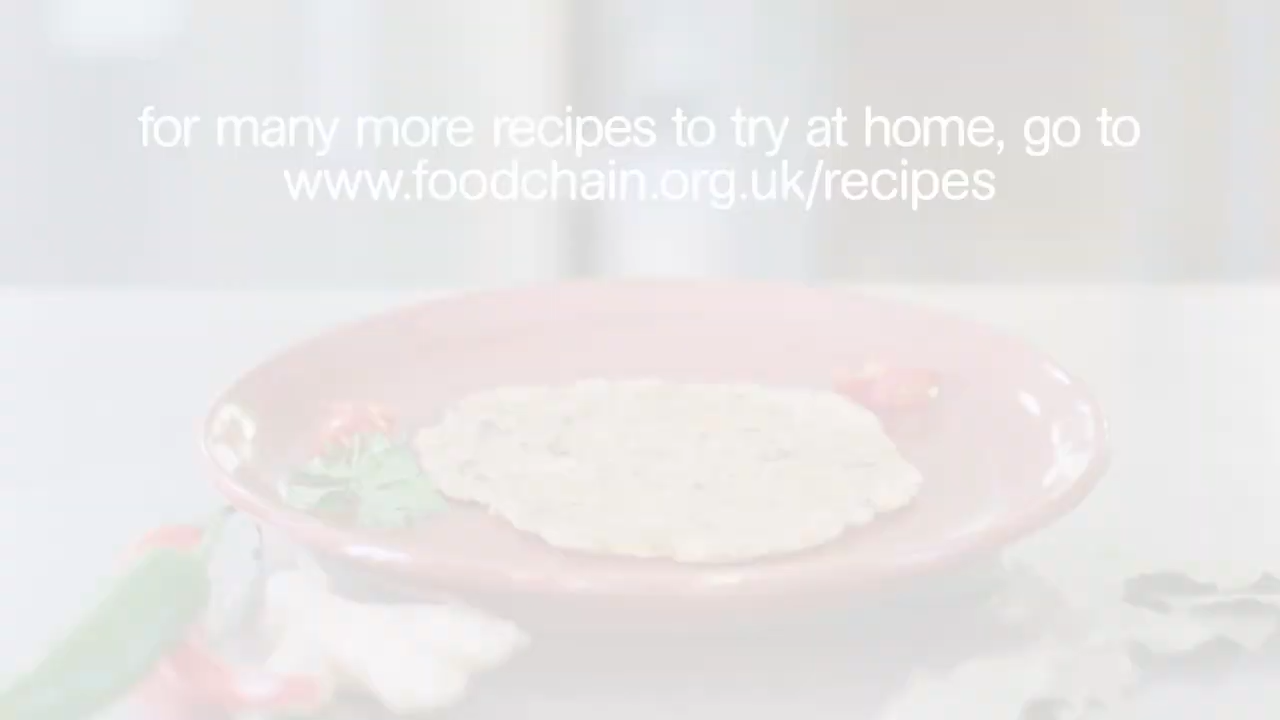 for many more recipes to try at home, go to
www.foodchain.org.uk/recipes